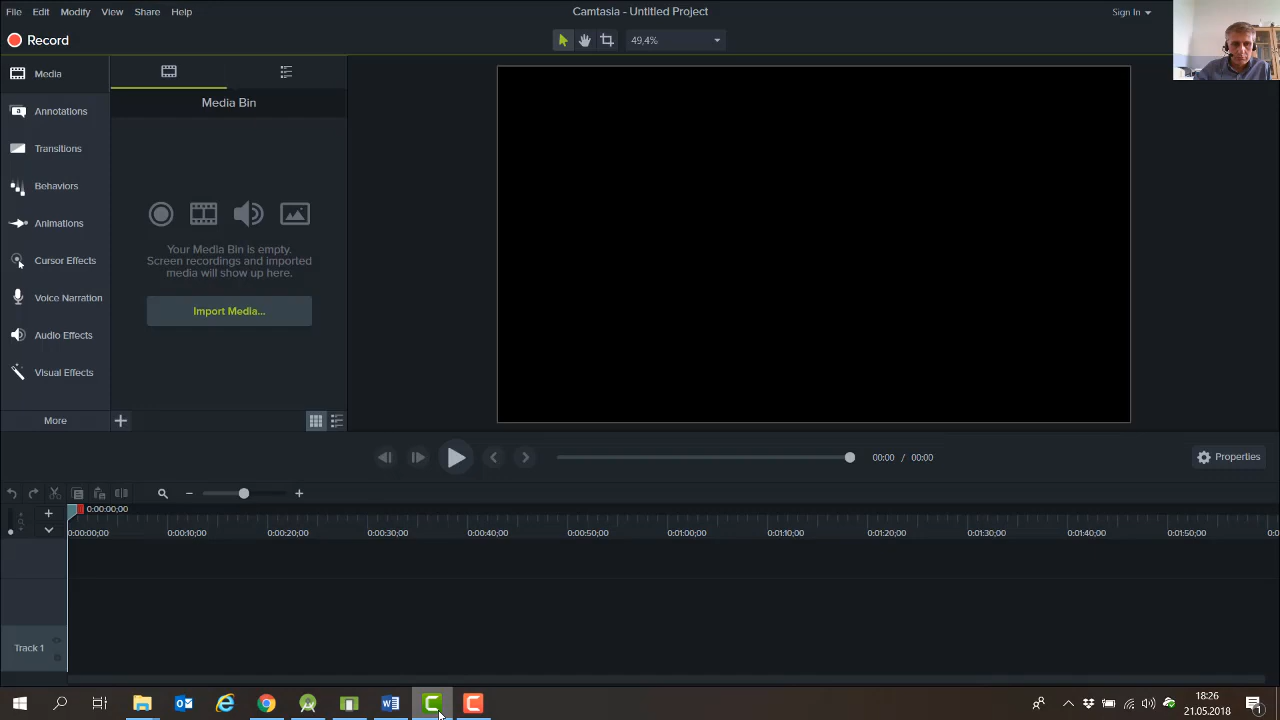 File Edit Modify View Share Help
Camtasia - Untitled Project
Sign In
Record
49,4%
Media
Annotations
Transitions
Behaviors
Animations
Cursor Effects
Voice Narration
Audio Effects
Visual Effects
More
Media Bin
Your Media Bin is empty.
Screen recordings and imported
media will show up here.
Import Media...
00:00 / 00:00
Properties
0:00:00;00
0:00:00;00 0:00:10;00 0:00:20;00 0:00:30;00 0:00:40;00 0:00:50;00 0:01:00;00 0:01:10;00 0:01:20;00 0:01:30;00 0:01:40;00 0:01:50;00
Track 1
18:26
21.05.2018